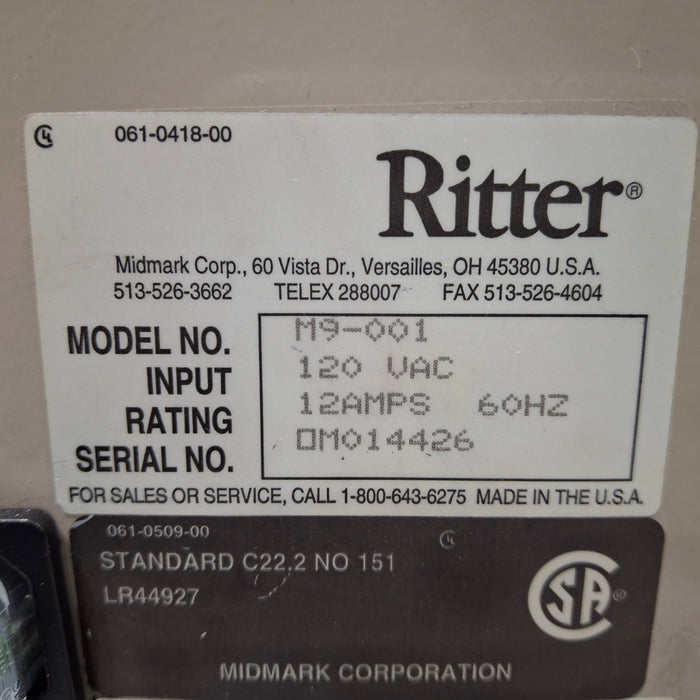 061-0418-00
Ritter®
Midmark Corp., 60 Vista Dr., Versailles, OH 45380 U.S.A.
513-526-3662 TELEX 288007 FAX 513-526-4604
MODEL NO. M9-001
INPUT 120 VAC
RATING 12AMPS 60HZ
SERIAL NO. OM014426
FOR SALES OR SERVICE, CALL 1-800-643-6275 MADE IN THE U.S.A.
061-0509-00
STANDARD C22.2 NO 151
LR44927
CSA®
MIDMARK CORPORATION